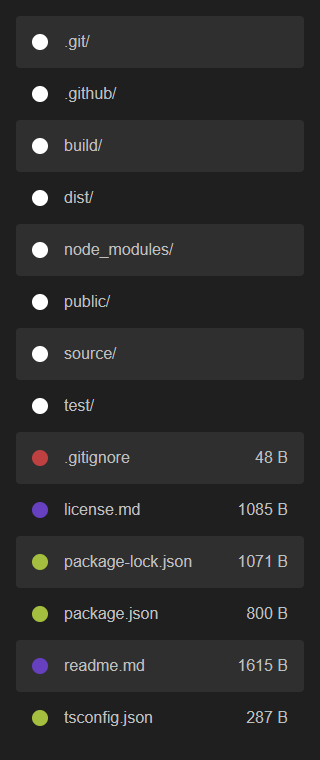 .git/
.github/
build/
dist/
node_modules/
public/
source/
test/
.gitignore 48 B
license.md 1085 B
package-lock.json 1071 B
package.json 800 B
readme.md 1615 B
tsconfig.json 287 B